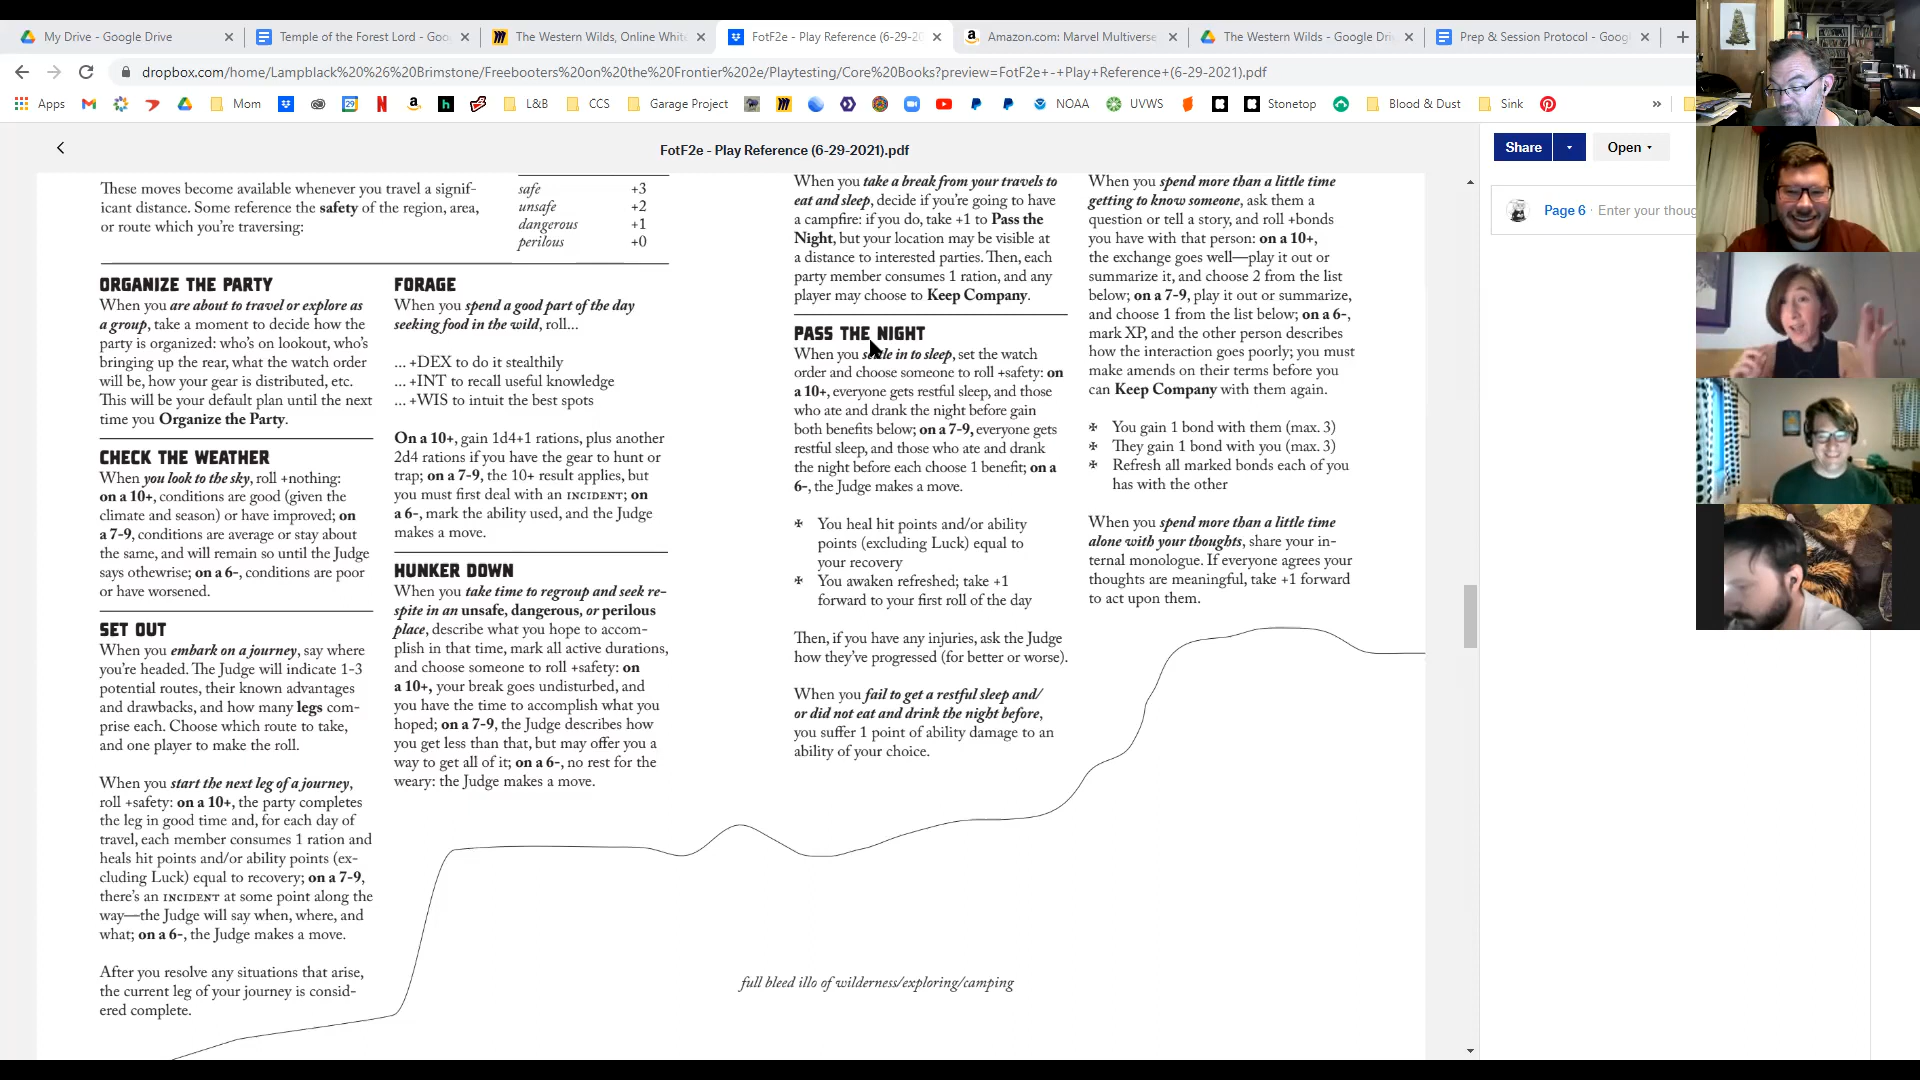 My Drive - Google Drive
Temple of the Forest Lord - Goo
The Western Wilds, Online White
FotF2e - Play Reference (6-29-20
Amazon.com: Marvel Multiverse
The Western Wilds - Google Dri
Prep & Session Protocol - Googl
dropbox.com/home/Lampblack%20%26%20Brimstone/Freebooters%20on%20the%20Frontier%202e/Playtesting/Core%20Books?preview=FotF2e+-+Play+Reference+(6-29-2021).pdf
Apps
Mom
L&B
CCS
Garage Project
NOAA
UVWS
Stonetop
Blood & Dust
Sink
»
FotF2e - Play Reference (6-29-2021).pdf
Share
Open
Page 6 · Enter your thoug
These moves become available whenever you travel a signif-
icant distance. Some reference the safety of the region, area,
or route which you're traversing:
safe +3
unsafe +2
dangerous +1
perilous +0
ORGANIZE THE PARTY
When you are about to travel or explore as
a group, take a moment to decide how the
party is organized: who's on lookout, who's
bringing up the rear, what the watch order
will be, how your gear is distributed, etc.
This will be your default plan until the next
time you Organize the Party.
CHECK THE WEATHER
When you look to the sky, roll +nothing:
on a 10+, conditions are good (given the
climate and season) or have improved; on
a 7-9, conditions are average or stay about
the same, and will remain so until the Judge
says othewrise; on a 6-, conditions are poor
or have worsened.
SET OUT
When you embark on a journey, say where
you're headed. The Judge will indicate 1-3
potential routes, their known advantages
and drawbacks, and how many legs com-
prise each. Choose which route to take,
and one player to make the roll.
When you start the next leg of a journey,
roll +safety: on a 10+, the party completes
the leg in good time and, for each day of
travel, each member consumes 1 ration and
heals hit points and/or ability points (ex-
cluding Luck) equal to recovery; on a 7-9,
there's an INCIDENT at some point along the
way—the Judge will say when, where, and
what; on a 6-, the Judge makes a move.
After you resolve any situations that arise,
the current leg of your journey is consid-
ered complete.
FORAGE
When you spend a good part of the day
seeking food in the wild, roll...
... +DEX to do it stealthily
... +INT to recall useful knowledge
... +WIS to intuit the best spots
On a 10+, gain 1d4+1 rations, plus another
2d4 rations if you have the gear to hunt or
trap; on a 7-9, the 10+ result applies, but
you must first deal with an INCIDENT; on
a 6-, mark the ability used, and the Judge
makes a move.
HUNKER DOWN
When you take time to regroup and seek re-
spite in an unsafe, dangerous, or perilous
place, describe what you hope to accom-
plish in that time, mark all active durations,
and choose someone to roll +safety: on
a 10+, your break goes undisturbed, and
you have the time to accomplish what you
hoped; on a 7-9, the Judge describes how
you get less than that, but may offer you a
way to get all of it; on a 6-, no rest for the
weary: the Judge makes a move.
When you take a break from your travels to
eat and sleep, decide if you're going to have
a campfire: if you do, take +1 to Pass the
Night, but your location may be visible at
a distance to interested parties. Then, each
party member consumes 1 ration, and any
player may choose to Keep Company.
PASS THE NIGHT
When you settle in to sleep, set the watch
order and choose someone to roll +safety: on
a 10+, everyone gets restful sleep, and those
who ate and drank the night before gain
both benefits below; on a 7-9, everyone gets
restful sleep, and those who ate and drank
the night before each choose 1 benefit; on a
6-, the Judge makes a move.
✠ You heal hit points and/or ability
points (excluding Luck) equal to
your recovery
✠ You awaken refreshed; take +1
forward to your first roll of the day
Then, if you have any injuries, ask the Judge
how they've progressed (for better or worse).
When you fail to get a restful sleep and/
or did not eat and drink the night before,
you suffer 1 point of ability damage to an
ability of your choice.
When you spend more than a little time
getting to know someone, ask them a
question or tell a story, and roll +bonds
you have with that person: on a 10+,
the exchange goes well—play it out or
summarize it, and choose 2 from the list
below; on a 7-9, play it out or summarize,
and choose 1 from the list below; on a 6-,
mark XP, and the other person describes
how the interaction goes poorly; you must
make amends on their terms before you
can Keep Company with them again.
✠ You gain 1 bond with them (max. 3)
✠ They gain 1 bond with you (max. 3)
✠ Refresh all marked bonds each of you
has with the other
When you spend more than a little time
alone with your thoughts, share your in-
ternal monologue. If everyone agrees your
thoughts are meaningful, take +1 forward
to act upon them.
full bleed illo of wilderness/exploring/camping